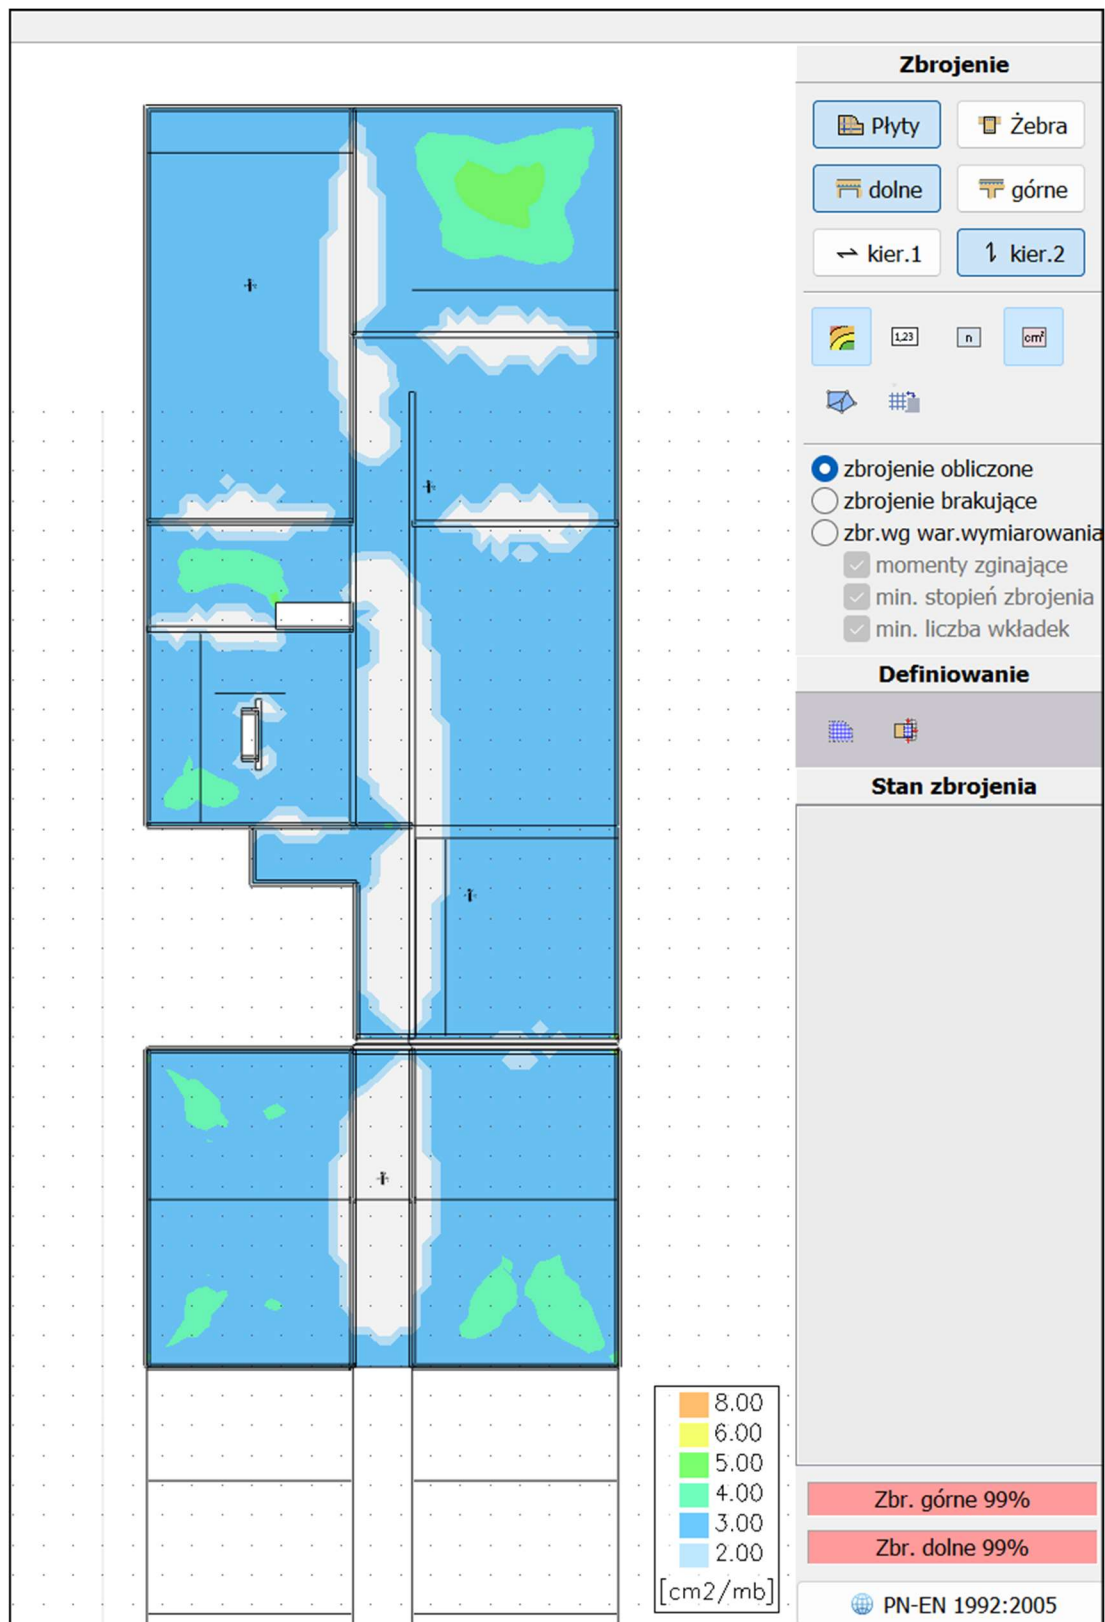 Zbrojenie
Płyty
Żebra
dolne
górne
kier.1
kier.2
1,23
n
cm²
zbrojenie obliczone
zbrojenie brakujące
zbr.wg war.wymiarowania
momenty zginające
min. stopień zbrojenia
min. liczba wkładek
Definiowanie
Stan zbrojenia
8.00
6.00
5.00
4.00
3.00
2.00
[cm2/mb]
Zbr. górne 99%
Zbr. dolne 99%
PN-EN 1992:2005